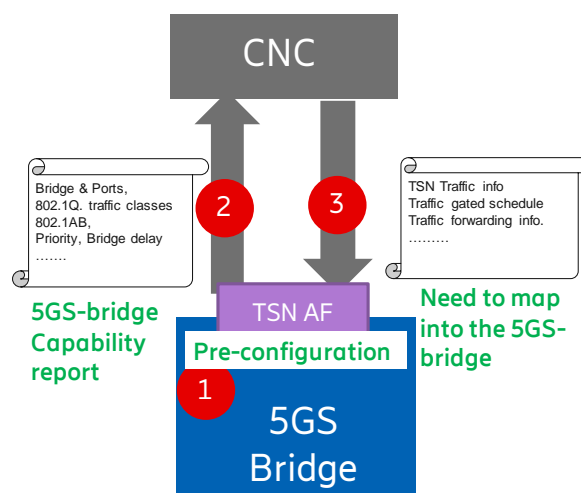 CNC
Bridge & Ports,
802.1Q. traffic classes
802.1AB,
Priority, Bridge delay
.......
2
3
TSN Traffic info
Traffic gated schedule
Traffic forwarding info.
.........
5GS-bridge
Capability
report
TSN AF
Need to map
into the 5GS-
bridge
Pre-configuration
1
5GS
Bridge